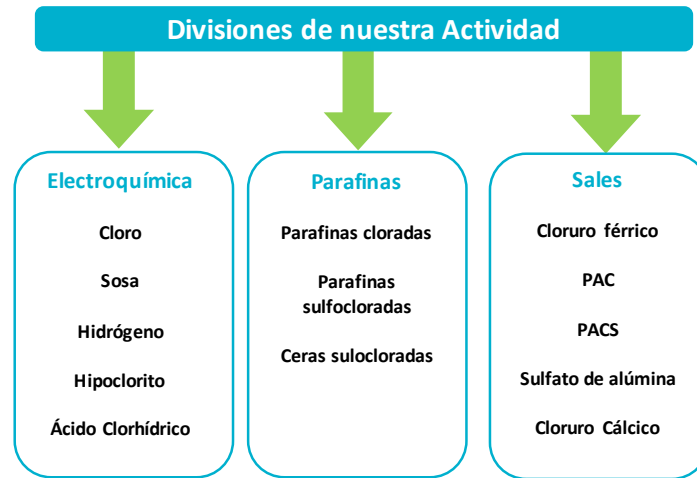 Divisiones de nuestra Actividad
Electroquímica
Cloro
Sosa
Hidrógeno
Hipoclorito
Ácido Clorhídrico
Parafinas
Parafinas cloradas
Parafinas
sulfocloradas
Ceras sulocloradas
Sales
Cloruro férrico
PAC
PACS
Sulfato de alúmina
Cloruro Cálcico